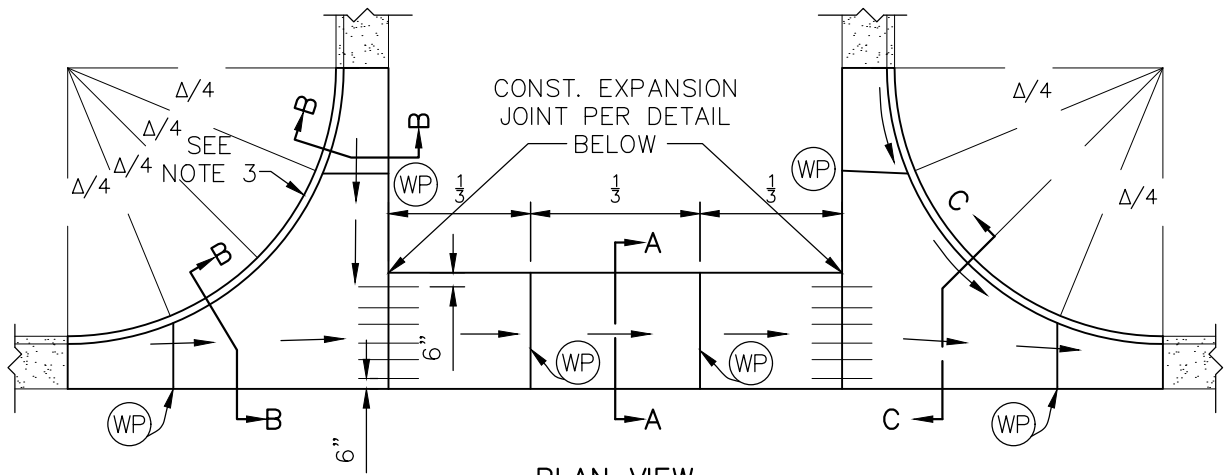 CONST. EXPANSION
JOINT PER DETAIL
BELOW
Δ/4
Δ/4
Δ/4
Δ/4
SEE
NOTE 3
B
B
WP
1/3
1/3
1/3
WP
Δ/4
Δ/4
C
A
B
6"
WP
WP
WP
B
6"
A
C
WP
PLAN VIEW